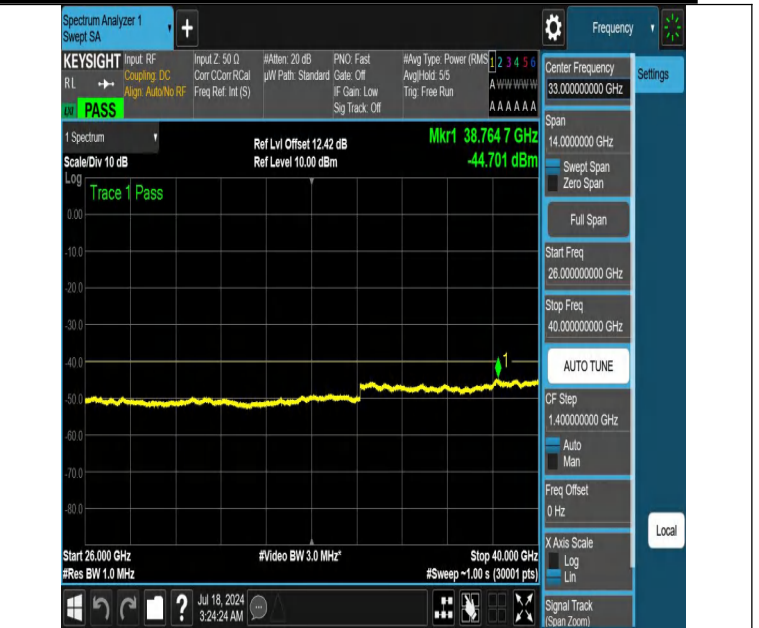 Spectrum Analyzer 1
Swept SA
+
Frequency
KEYSIGHT
RL
PASS
Input: RF
Coupling: DC
Align: Auto/No RF
Input Z: 50 Ω
Corr CCorr RCal
Freq Ref: Int (S)
#Atten: 20 dB
µW Path: Standard
PNO: Fast
Gate: Off
IF Gain: Low
Sig Track: Off
#Avg Type: Power (RMS
Avg|Hold: 5/5
Trig: Free Run
1 2 3 4 5 6
A W W W W W
A A A A A A
1 Spectrum
Scale/Div 10 dB
Ref Lvl Offset 12.42 dB
Ref Level 10.00 dBm
Mkr1 38.764 7 GHz
-44.701 dBm
Log
Trace 1 Pass
0.00
-10.0
-20.0
-30.0
-40.0
-50.0
-60.0
-70.0
-80.0
1
Start 26.000 GHz
#Video BW 3.0 MHz*
Stop 40.000 GHz
#Res BW 1.0 MHz
#Sweep ~1.00 s (30001 pts)
?
Jul 18, 2024
3:24:24 AM
Center Frequency
33.000000000 GHz
Settings
Span
14.0000000 GHz
Swept Span
Zero Span
Full Span
Start Freq
26.000000000 GHz
Stop Freq
40.000000000 GHz
AUTO TUNE
CF Step
1.400000000 GHz
Auto
Man
Freq Offset
0 Hz
X Axis Scale
Log
Lin
Local
Signal Track
(Span Zoom)